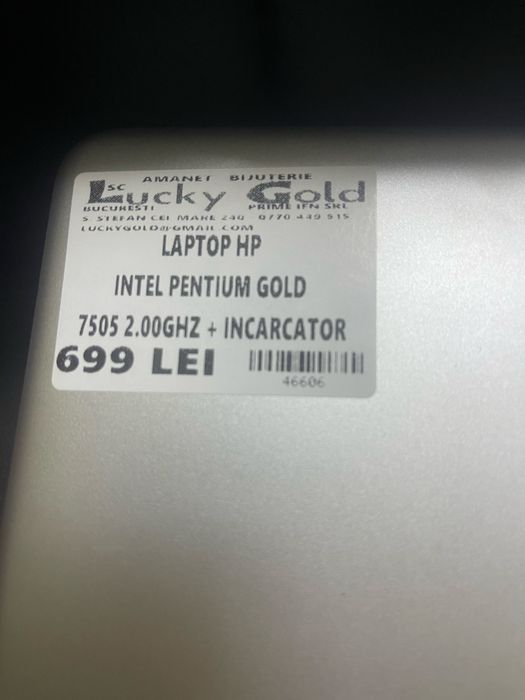 AMANET BIJUTERIE
SC Lucky Gold
BUCURESTI PRIME IFN SRL
S. STEFAN CEL MARE 240 0770 449 515
LUCKYGOLD@GMAIL.COM
LAPTOP HP
INTEL PENTIUM GOLD
7505 2.00GHZ + INCARCATOR
699 LEI
46606